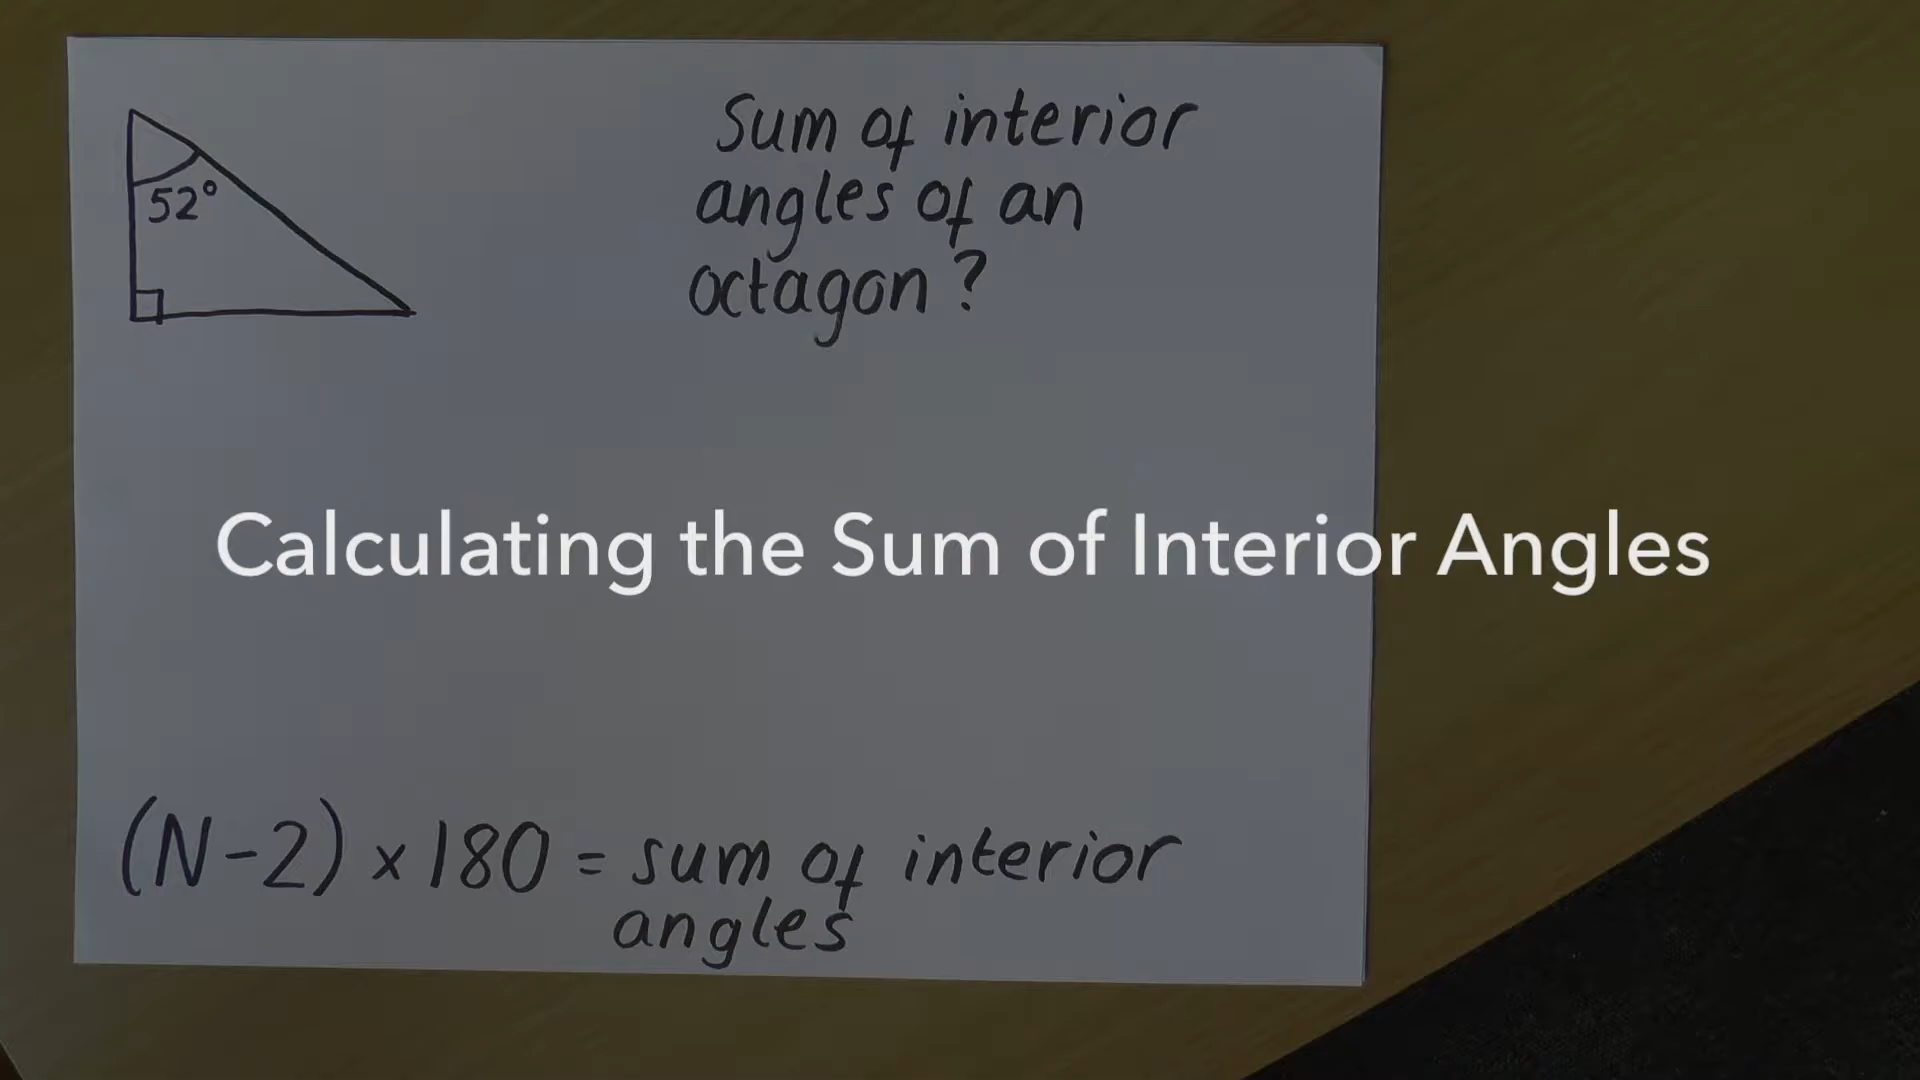 52°
Sum of interior
angles of an
octagon?
Calculating the Sum of Interior Angles
(N-2) × 180 = sum of interior
angles